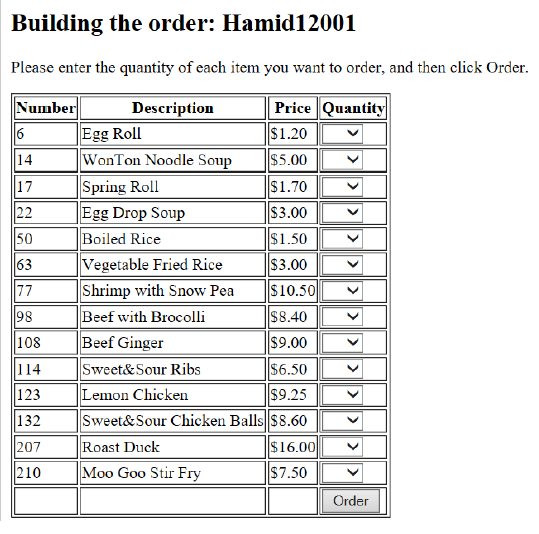 Building the order: Hamid12001
Please enter the quantity of each item you want to order, and then click Order.
Number Description Price Quantity
6 Egg Roll $1.20
14 WonTon Noodle Soup $5.00
17 Spring Roll $1.70
22 Egg Drop Soup $3.00
50 Boiled Rice $1.50
63 Vegetable Fried Rice $3.00
77 Shrimp with Snow Pea $10.50
98 Beef with Brocolli $8.40
108 Beef Ginger $9.00
114 Sweet&Sour Ribs $6.50
123 Lemon Chicken $9.25
132 Sweet&Sour Chicken Balls $8.60
207 Roast Duck $16.00
210 Moo Goo Stir Fry $7.50
Order